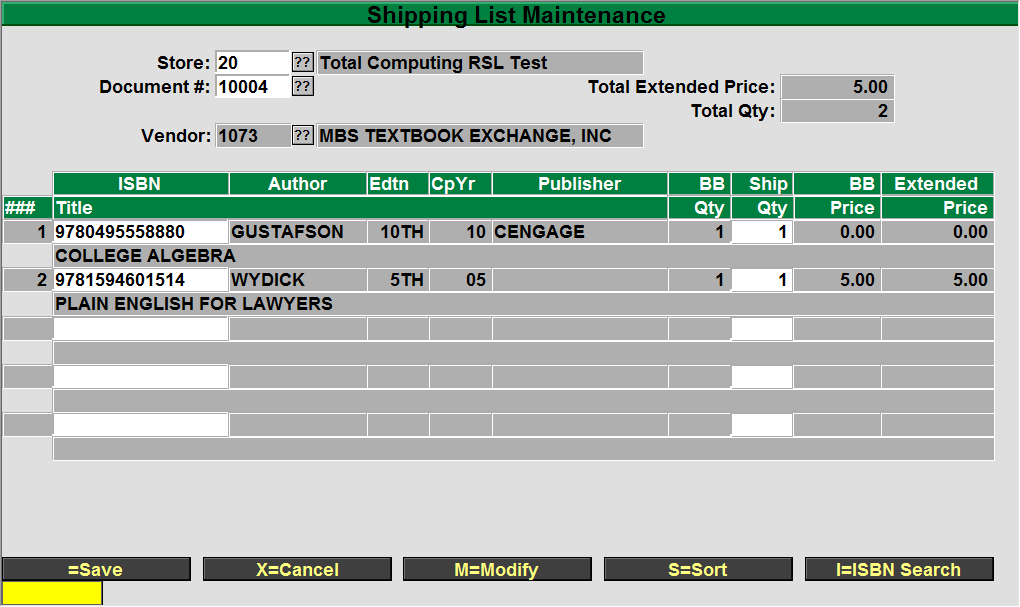 Shipping List Maintenance
Store: 20 ?? Total Computing RSL Test
Document #: 10004 ?? Total Extended Price: 5.00
Total Qty: 2
Vendor: 1073 ?? MBS TEXTBOOK EXCHANGE, INC
ISBN Author Edtn CpYr Publisher BB Ship BB Extended
### Title Qty Qty Price Price
1 9780495558880 GUSTAFSON 10TH 10 CENGAGE 1 1 0.00 0.00
COLLEGE ALGEBRA
2 9781594601514 WYDICK 5TH 05 1 1 5.00 5.00
PLAIN ENGLISH FOR LAWYERS
=Save X=Cancel M=Modify S=Sort I=ISBN Search